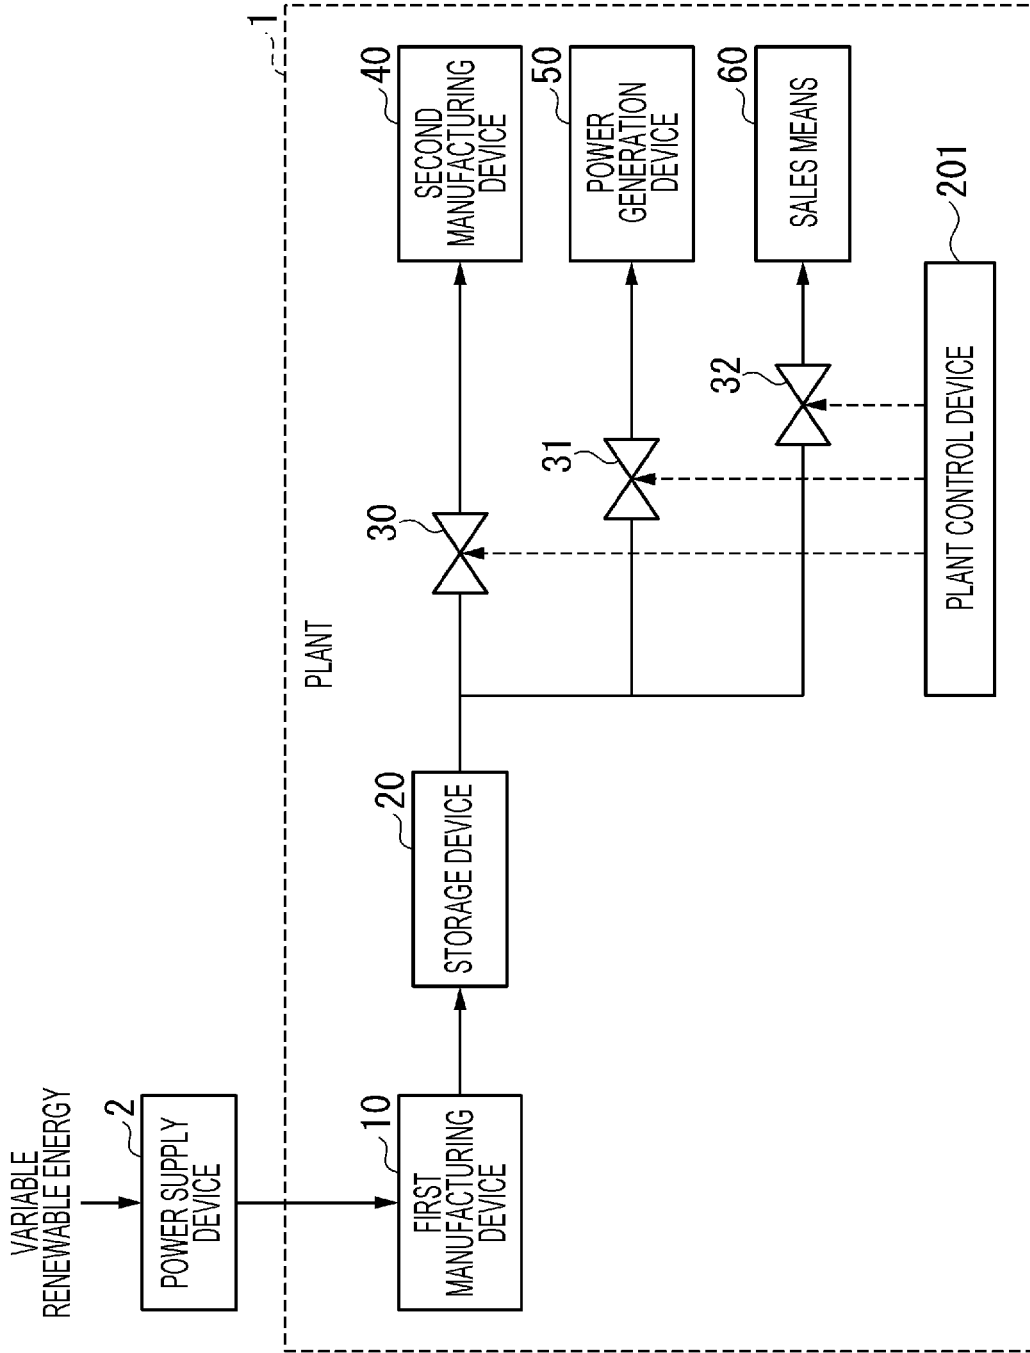 VARIABLE
RENEWABLE ENERGY
2
POWER SUPPLY
DEVICE
1
PLANT
10
FIRST
MANUFACTURING
DEVICE
20
STORAGE DEVICE
30
40
SECOND
MANUFACTURING
DEVICE
31
50
POWER
GENERATION
DEVICE
32
60
SALES MEANS
201
PLANT CONTROL DEVICE